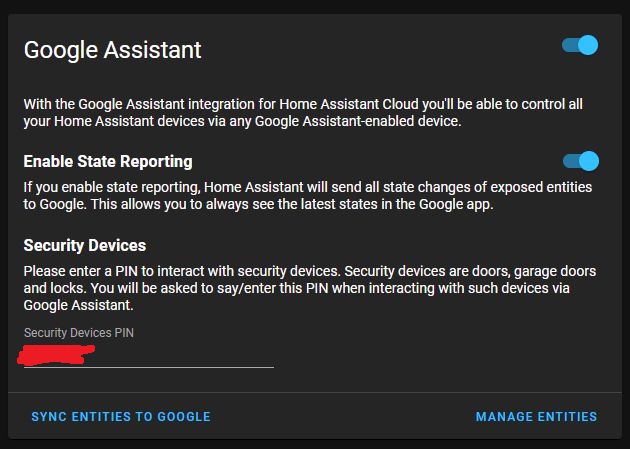 Google Assistant
With the Google Assistant integration for Home Assistant Cloud you'll be able to control all
your Home Assistant devices via any Google Assistant-enabled device.
Enable State Reporting
If you enable state reporting, Home Assistant will send all state changes of exposed entities
to Google. This allows you to always see the latest states in the Google app.
Security Devices
Please enter a PIN to interact with security devices. Security devices are doors, garage doors
and locks. You will be asked to say/enter this PIN when interacting with such devices via
Google Assistant.
Security Devices PIN
SYNC ENTITIES TO GOOGLE
MANAGE ENTITIES